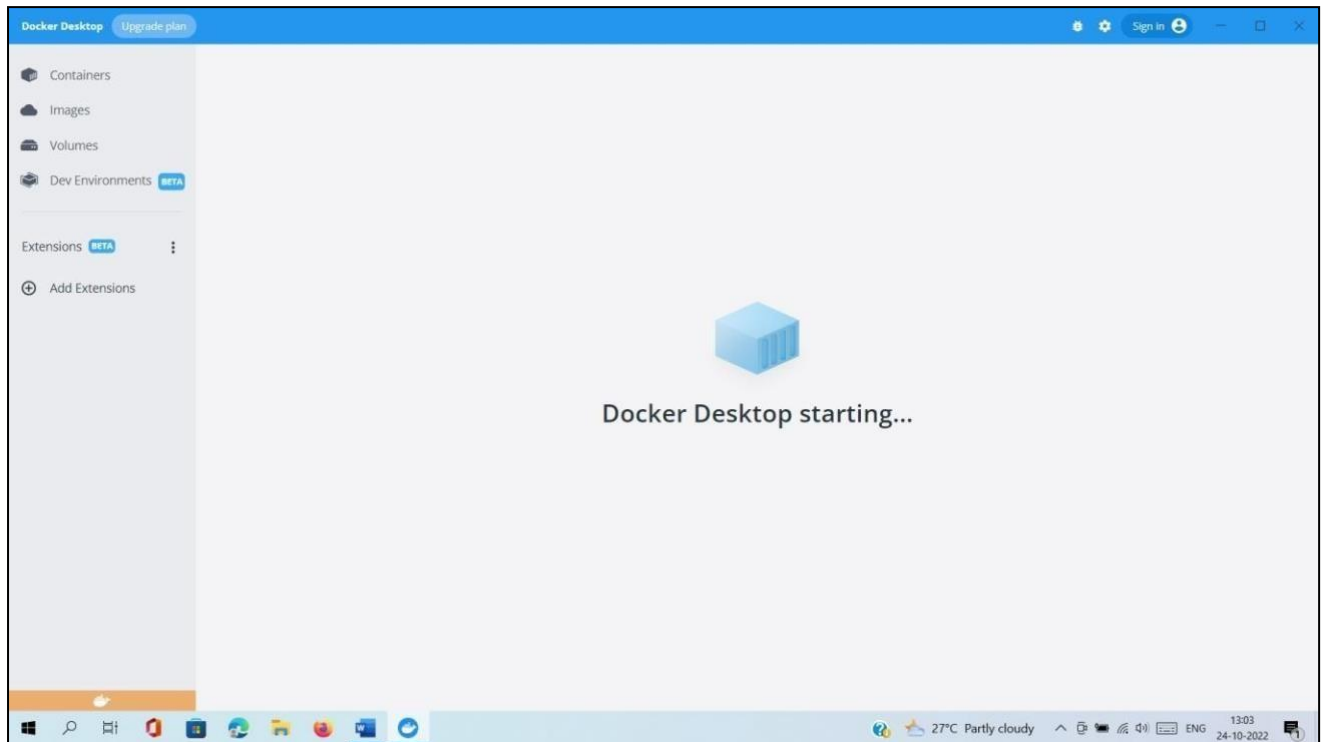 Docker Desktop Upgrade plan Sign in
Containers
Images
Volumes
Dev Environments BETA
Extensions BETA
Add Extensions
Docker Desktop starting...
27°C Partly cloudy ENG 13:03
24-10-2022
1